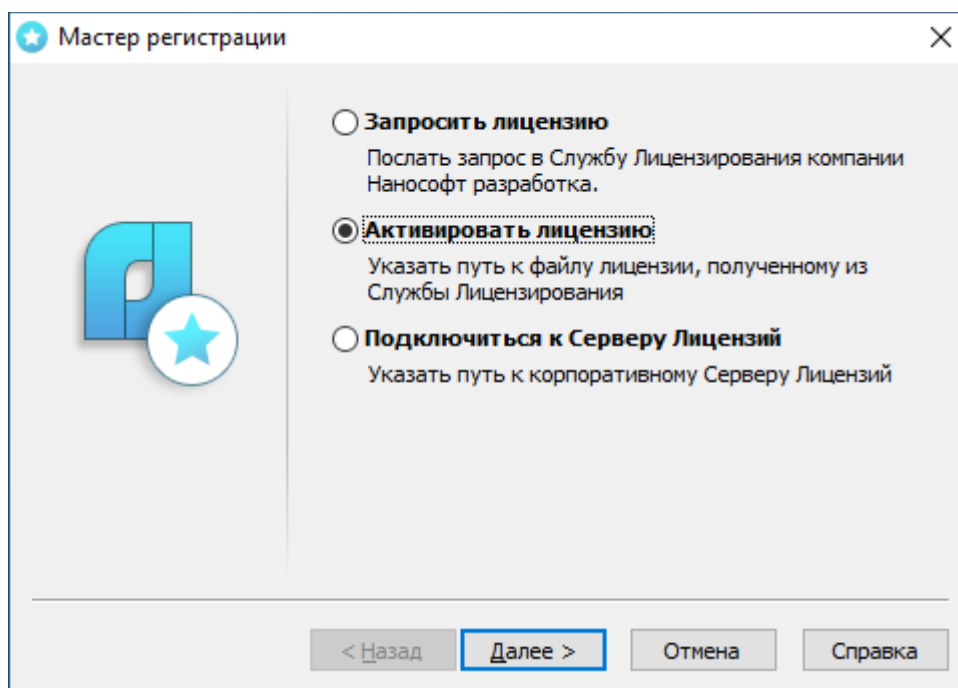 Мастер регистрации
Запросить лицензию
Послать запрос в Службу Лицензирования компании
Нанософт разработка.
Активировать лицензию
Указать путь к файлу лицензии, полученному из
Службы Лицензирования
Подключиться к Серверу Лицензий
Указать путь к корпоративному Серверу Лицензий
< Назад
Далее >
Отмена
Справка